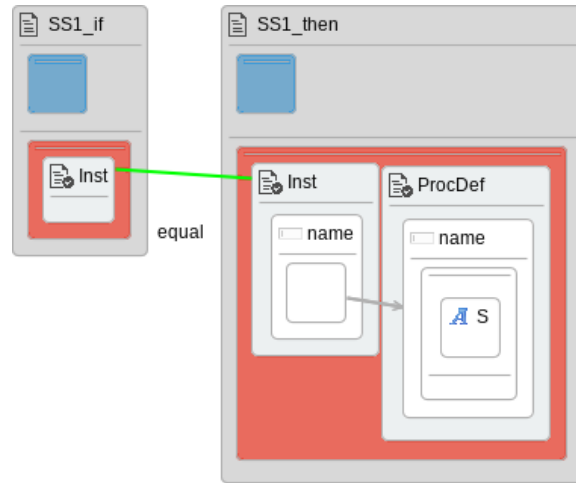 SS1_if
Inst
equal
SS1_then
Inst
name
ProcDef
name
S